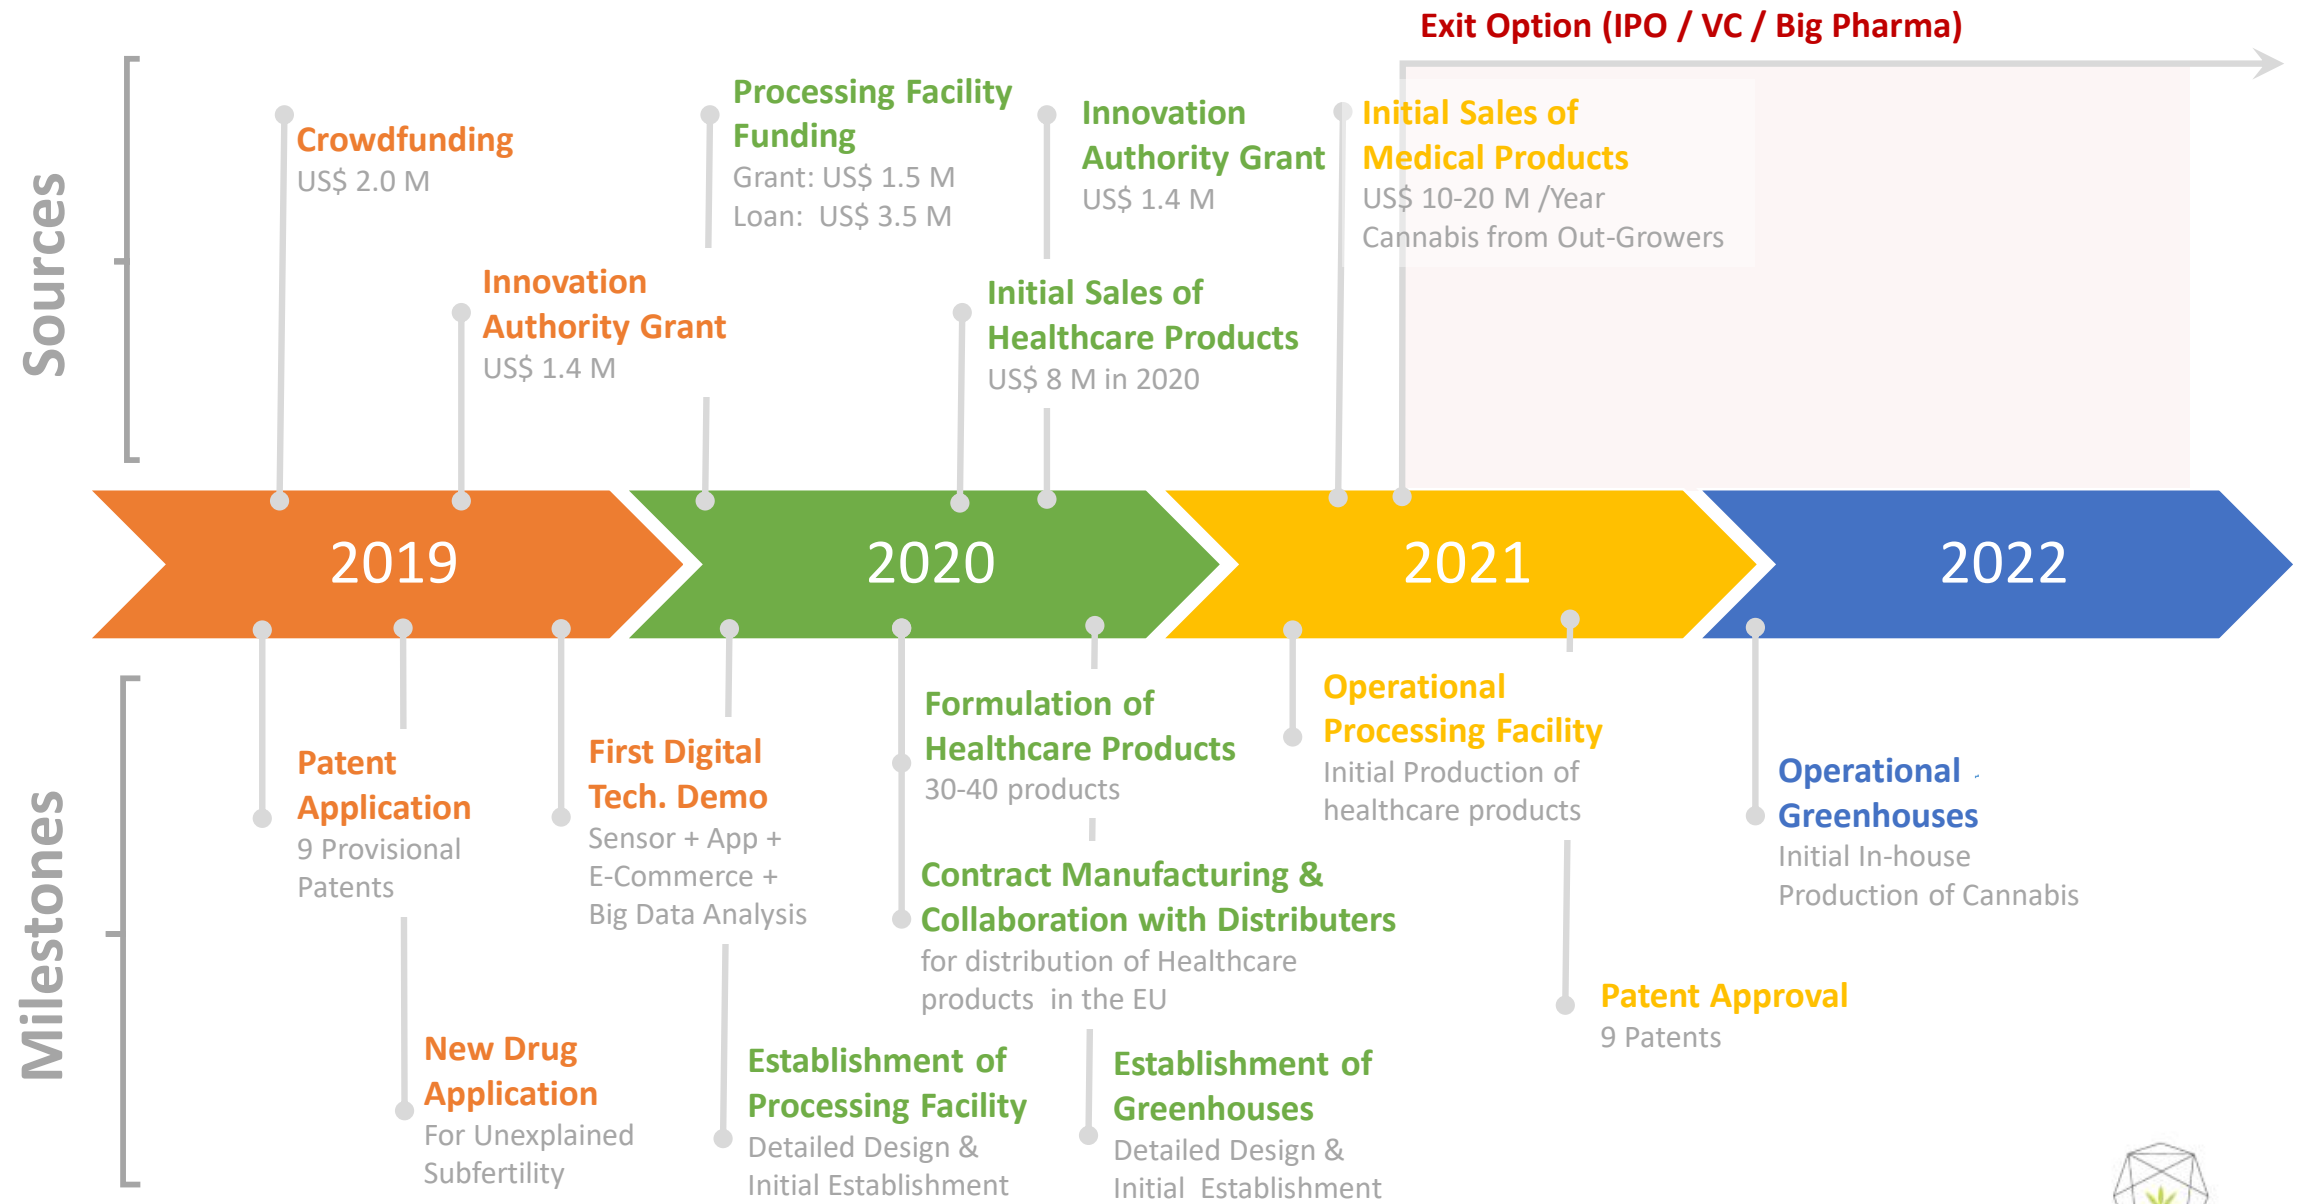 Exit Option (IPO / VC / Big Pharma)
Sources
Crowdfunding
US$ 2.0 M
Innovation
Authority Grant
US$ 1.4 M
Processing Facility
Funding
Grant: US$ 1.5 M
Loan:  US$ 3.5 M
Initial Sales of
Healthcare Products
US$ 8 M in 2020
Innovation
Authority Grant
US$ 1.4 M
Initial Sales of
Medical Products
US$ 10-20 M /Year
Cannabis from Out-Growers
2019
2020
2021
2022
Milestones
Patent
Application
9 Provisional
Patents
New Drug
Application
For Unexplained
Subfertility
First Digital
Tech. Demo
Sensor + App +
E-Commerce +
Big Data Analysis
Establishment of
Processing Facility
Detailed Design &
Initial Establishment
Formulation of
Healthcare Products
30-40 products
Contract Manufacturing &
Collaboration with Distributers
for distribution of Healthcare
products  in the EU
Establishment of
Greenhouses
Detailed Design &
Initial  Establishment
Operational
Processing Facility
Initial Production of
healthcare products
Patent Approval
9 Patents
Operational
Greenhouses
Initial In-house
Production of Cannabis